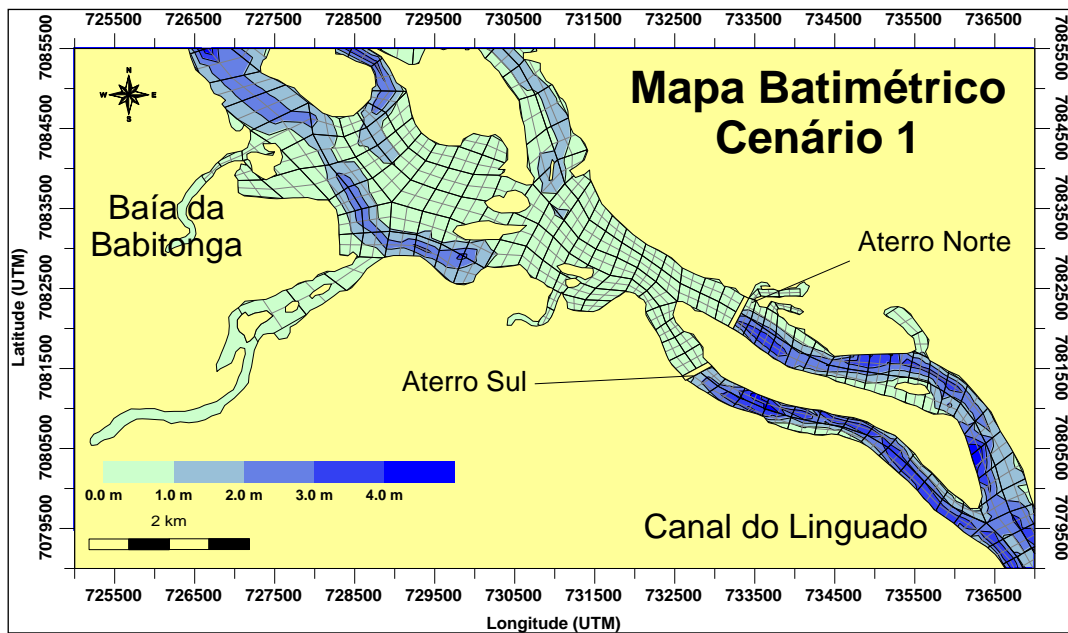 725500 726500 727500 728500 729500 730500 731500 732500 733500 734500 735500 736500
7085500 7084500 7083500 7082500 7081500 7080500 7079500
Latitude (UTM)
N
W E
S
Mapa Batimétrico
Cenário 1
Baía da
Babitonga
Aterro Norte
Aterro Sul
Canal do Linguado
0.0 m 1.0 m 2.0 m 3.0 m 4.0 m
2 km
7085500 7084500 7083500 7082500 7081500 7080500 7079500
725500 726500 727500 728500 729500 730500 731500 732500 733500 734500 735500 736500
Longitude (UTM)